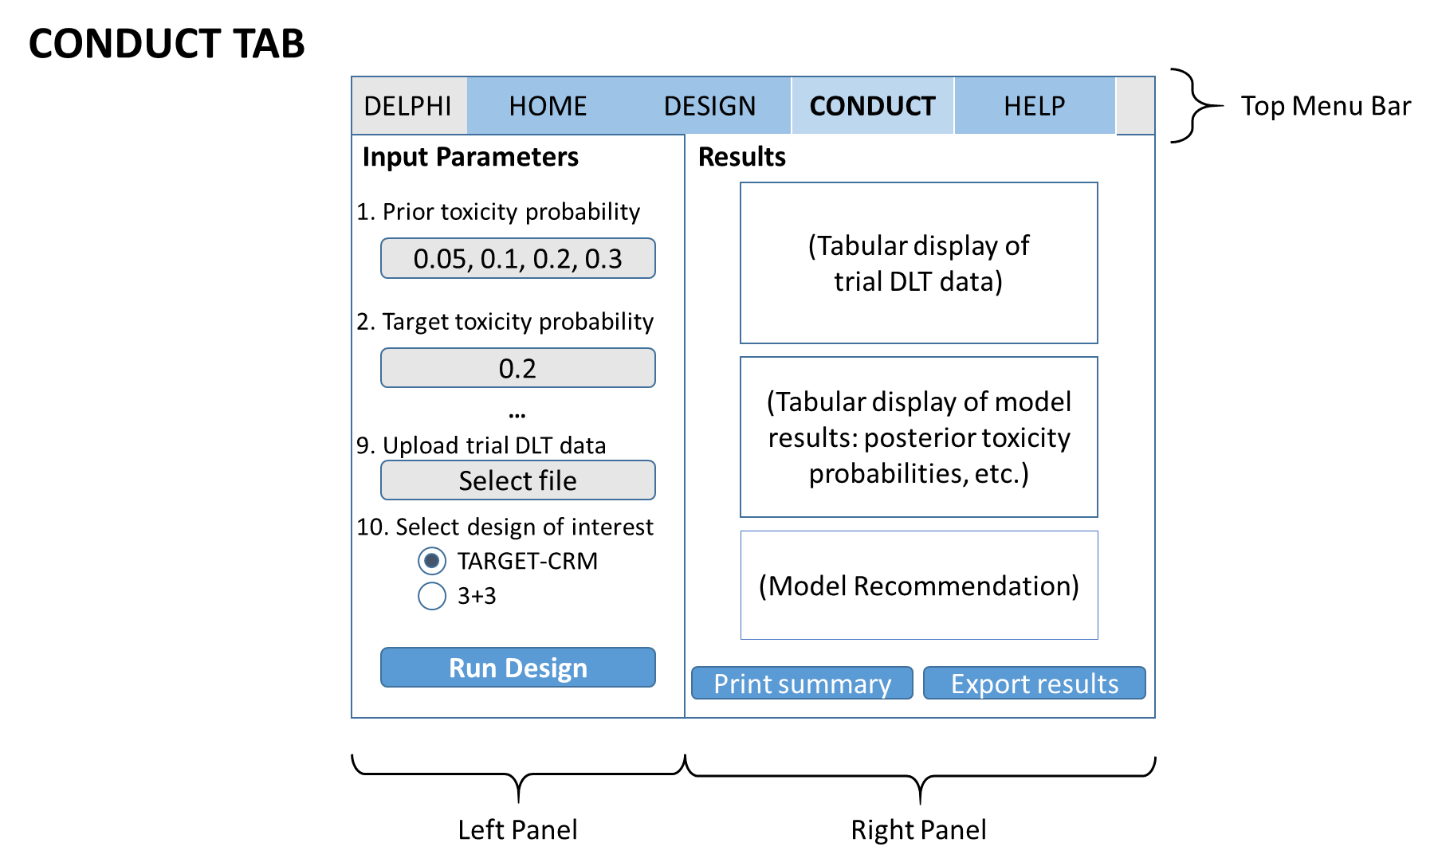 CONDUCT TAB
DELPHI HOME DESIGN CONDUCT HELP
Top Menu Bar
Input Parameters
1. Prior toxicity probability
0.05, 0.1, 0.2, 0.3
2. Target toxicity probability
0.2
...
9. Upload trial DLT data
Select file
10. Select design of interest
TARGET-CRM
3+3
Run Design
Results
(Tabular display of
trial DLT data)
(Tabular display of model
results: posterior toxicity
probabilities, etc.)
(Model Recommendation)
Print summary Export results
Left Panel
Right Panel